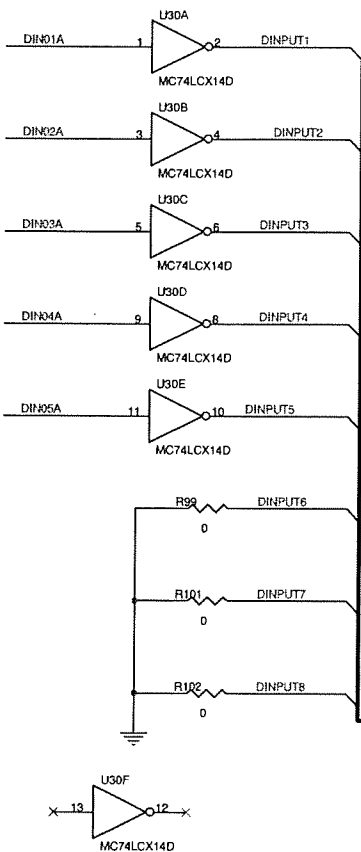 U30A
DIN01A 1 2 DINPUT1
MC74LCX14D
U30B
DIN02A 3 4 DINPUT2
MC74LCX14D
U30C
DIN03A 5 6 DINPUT3
MC74LCX14D
U30D
DIN04A 9 8 DINPUT4
MC74LCX14D
U30E
DIN05A 11 10 DINPUT5
MC74LCX14D
R99 DINPUT6
0
R101 DINPUT7
0
R102 DINPUT8
0
U30F
13 12
MC74LCX14D